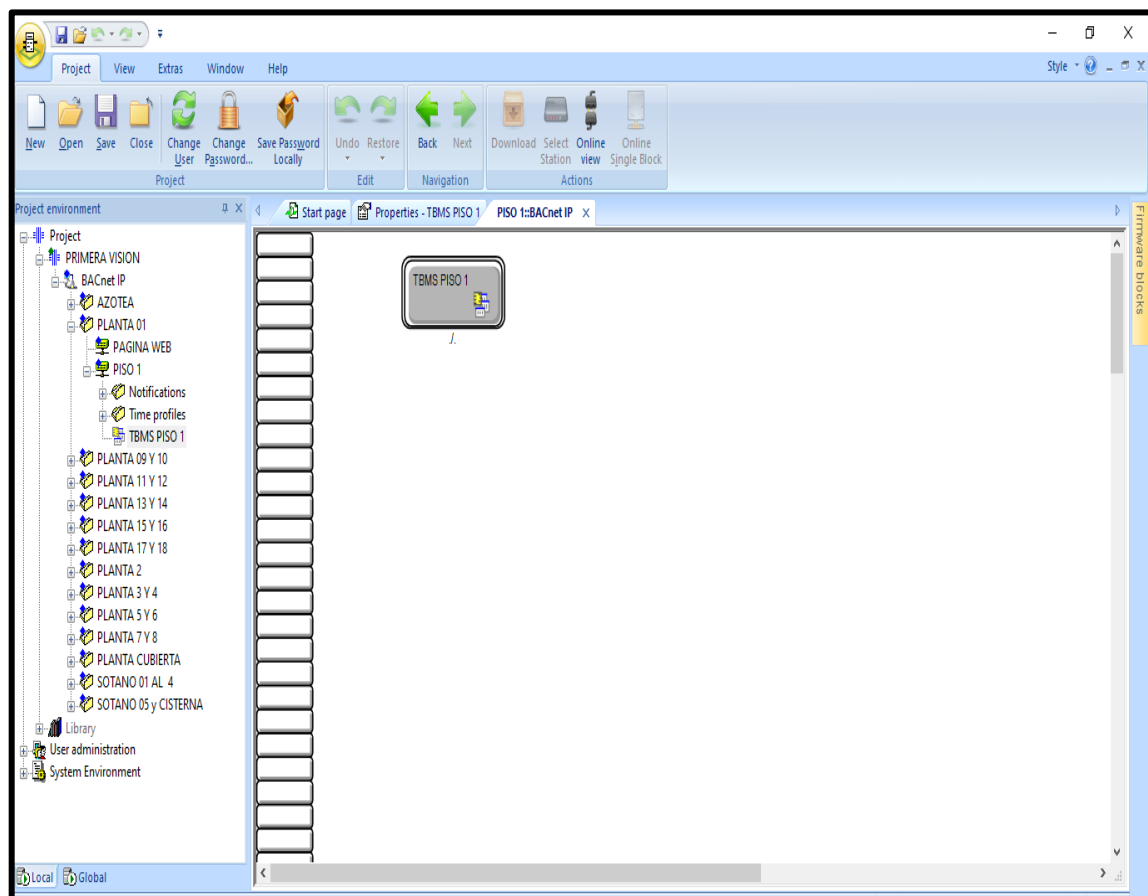 Project View Extras Window Help
Style
New Open Save Close Change User Change Password... Save Password Locally
Undo Restore Back Next Download Select Station Online view Online Single Block
Project Edit Navigation Actions
Project environment
Start page Properties - TBMS PISO 1 PISO 1::BACnet IP
Project
PRIMERA VISION
BACnet IP
AZOTEA
PLANTA 01
PAGINA WEB
PISO 1
Notifications
Time profiles
TBMS PISO 1
PLANTA 09 Y 10
PLANTA 11 Y 12
PLANTA 13 Y 14
PLANTA 15 Y 16
PLANTA 17 Y 18
PLANTA 2
PLANTA 3 Y 4
PLANTA 5 Y 6
PLANTA 7 Y 8
PLANTA CUBIERTA
SOTANO 01 AL 4
SOTANO 05 y CISTERNA
Library
User administration
System Environment
TBMS PISO 1
./.
Firmware blocks
Local Global